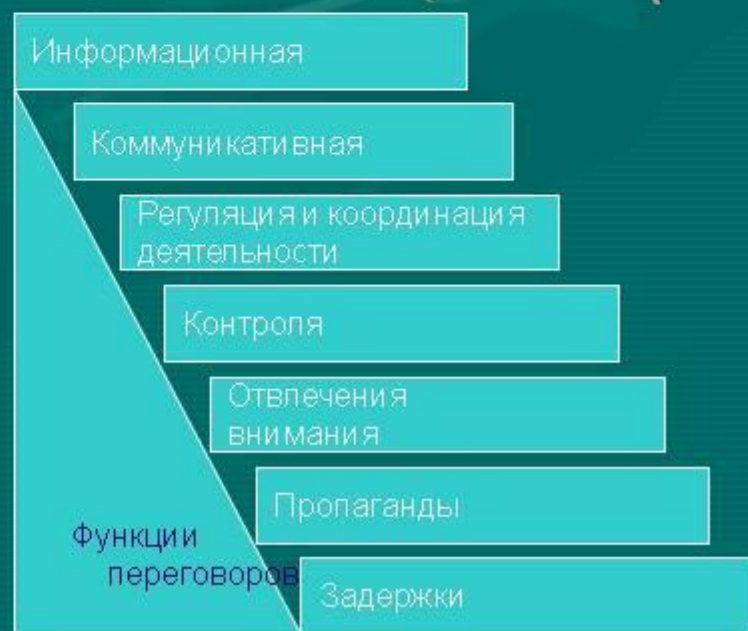 Информационная
Коммуникативная
Регуляция и координация
деятельности
Контроля
Отвлечения
внимания
Пропаганды
Функции
переговоров
Задержки